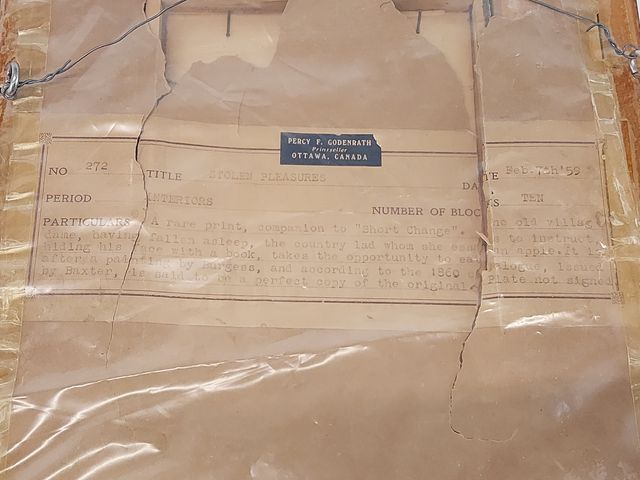 PERCY F. GODENRATH
Printseller
OTTAWA, CANADA
NO 272 TITLE STOLEN PLEASURES DATE Feb. 7th'59
PERIOD INTERIORS NUMBER OF BLOCKS TEN
PARTICULARS A rare print, companion to "Short Change". The old village
dame, having fallen asleep, the country lad whom she to instruct
hiding his face with a book, takes the opportunity to eat an apple. It is
after a painting by Burgess, and according to the 1860 Catalogue, issued
by Baxter, is said to be a perfect copy of the original. Plate not signed